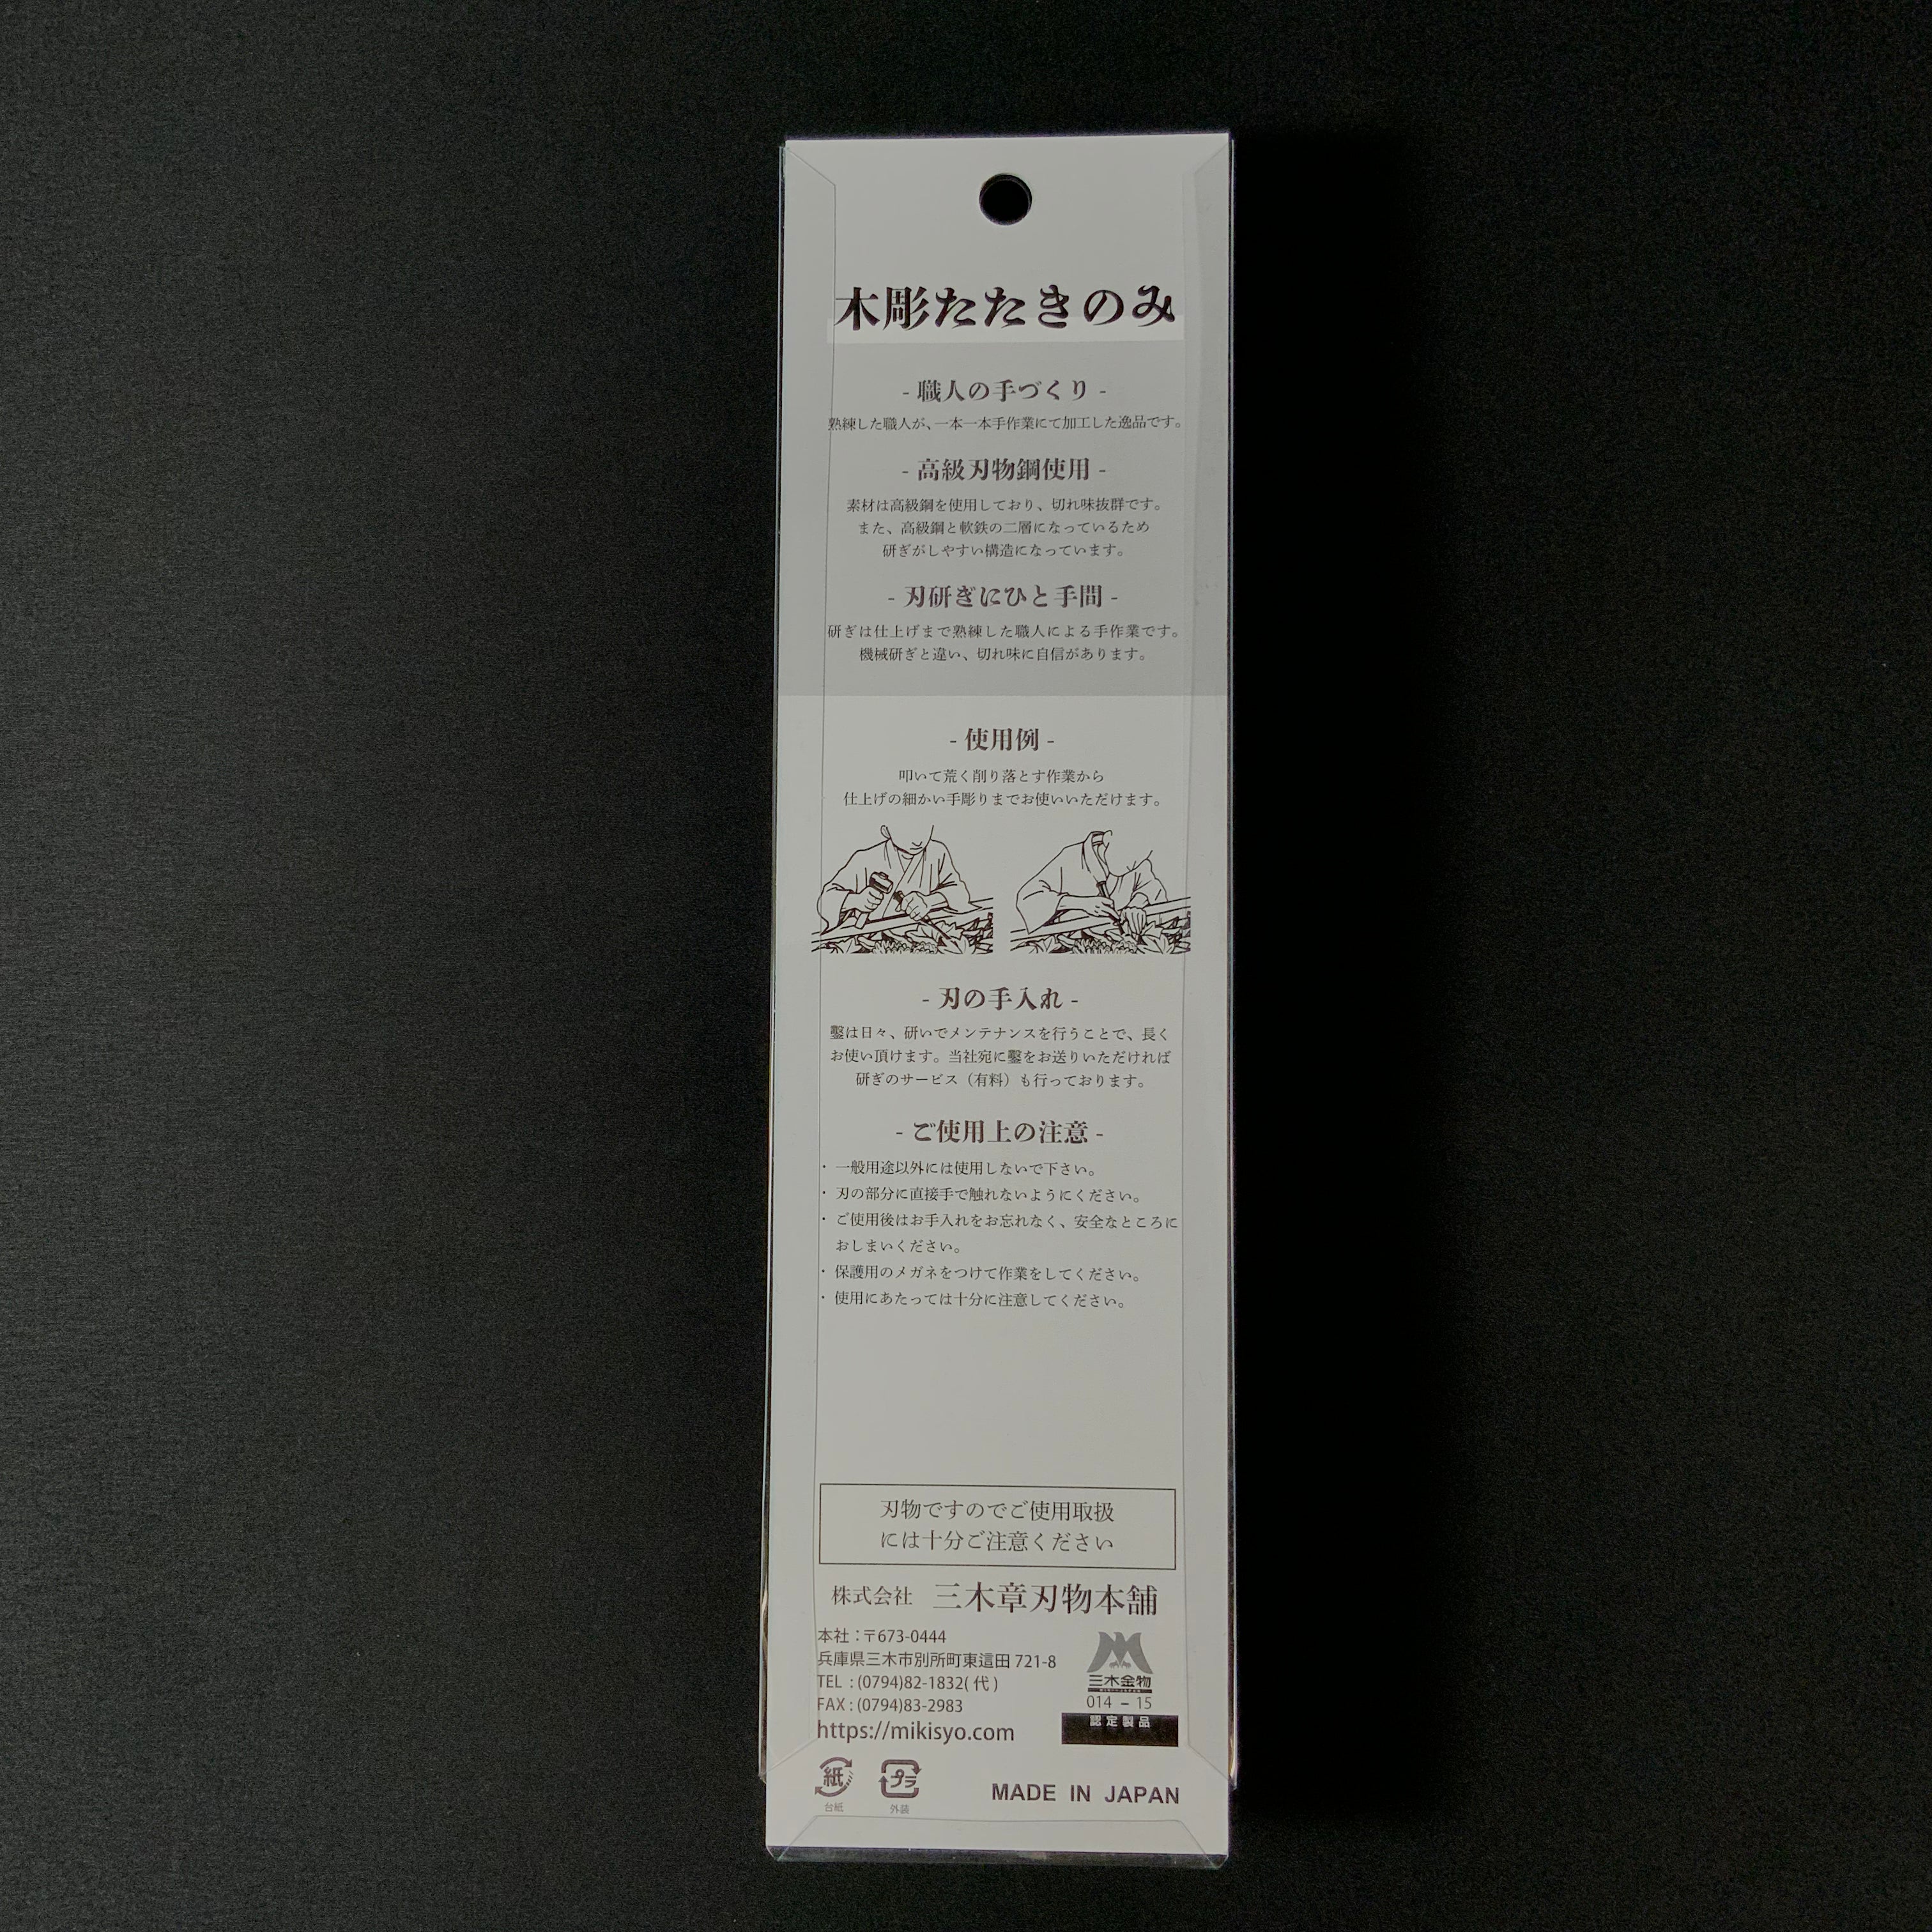 木彫たたきのみ
- 職人の手づくり -
熟練した職人が、一本一本手作業にて加工した逸品です。
- 高級刃物鋼使用 -
素材は高級鋼を使用しており、切れ味抜群です。
また、高級鋼と軟鉄の二層になっているため
研ぎがしやすい構造になっています。
- 刃研ぎにひと手間 -
研ぎは仕上げまで熟練した職人による手作業です。
機械研ぎと違い、切れ味に自信があります。
- 使用例 -
叩いて荒く削り落とす作業から
仕上げの細かい手彫りまでお使いいただけます。
- 刃の手入れ -
鑿は日々、研いでメンテナンスを行うことで、長く
お使い頂けます。当社宛に鑿をお送りいただければ
研ぎのサービス（有料）も行っております。
- ご使用上の注意 -
・ 一般用途以外には使用しないで下さい。
・ 刃の部分に直接手で触れないようにください。
・ ご使用後はお手入れをお忘れなく、安全なところに
おしまいください。
・ 保護用のメガネをつけて作業をしてください。
・ 使用にあたっては十分に注意してください。
刃物ですのでご使用取扱
には十分ご注意ください
株式会社 三木章刃物本舗
本社：〒673-0444
兵庫県三木市別所町東這田 721-8
TEL : (0794)82-1832( 代 )
FAX : (0794)83-2983
https://mikisyo.com
三木金物
014 – 15
認定製品
紙
台紙
プラ
外装
MADE IN JAPAN